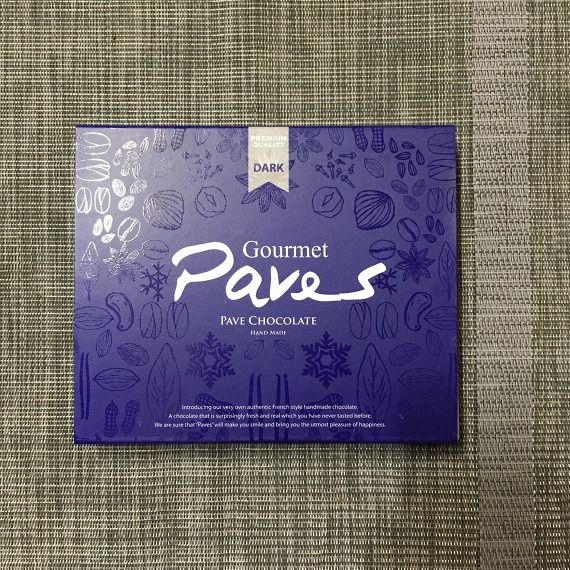 PREMIUM
QUALITY
DARK
Gourmet
Paves
PAVE CHOCOLATE
HAND MADE
Introducing our very own authentic French style handmade chocolate.
A chocolate that is surprisingly fresh and real which you have never tasted before.
We are sure that "Paves" will make you smile and bring you the utmost pleasure of happiness.